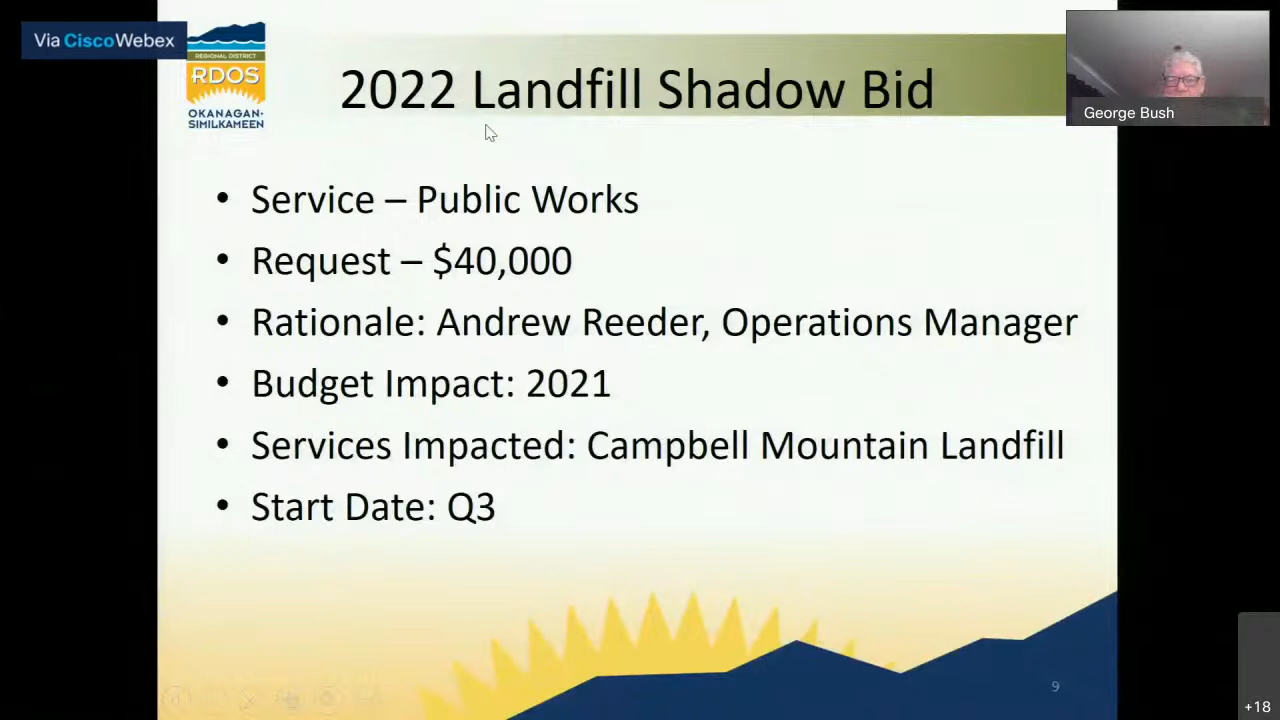 Via CiscoWebex
REGIONAL DISTRICT
RDOS
OKANAGAN-
SIMILKAMEEN
2022 Landfill Shadow Bid
George Bush
• Service – Public Works
• Request – $40,000
• Rationale: Andrew Reeder, Operations Manager
• Budget Impact: 2021
• Services Impacted: Campbell Mountain Landfill
• Start Date: Q3
9
+18